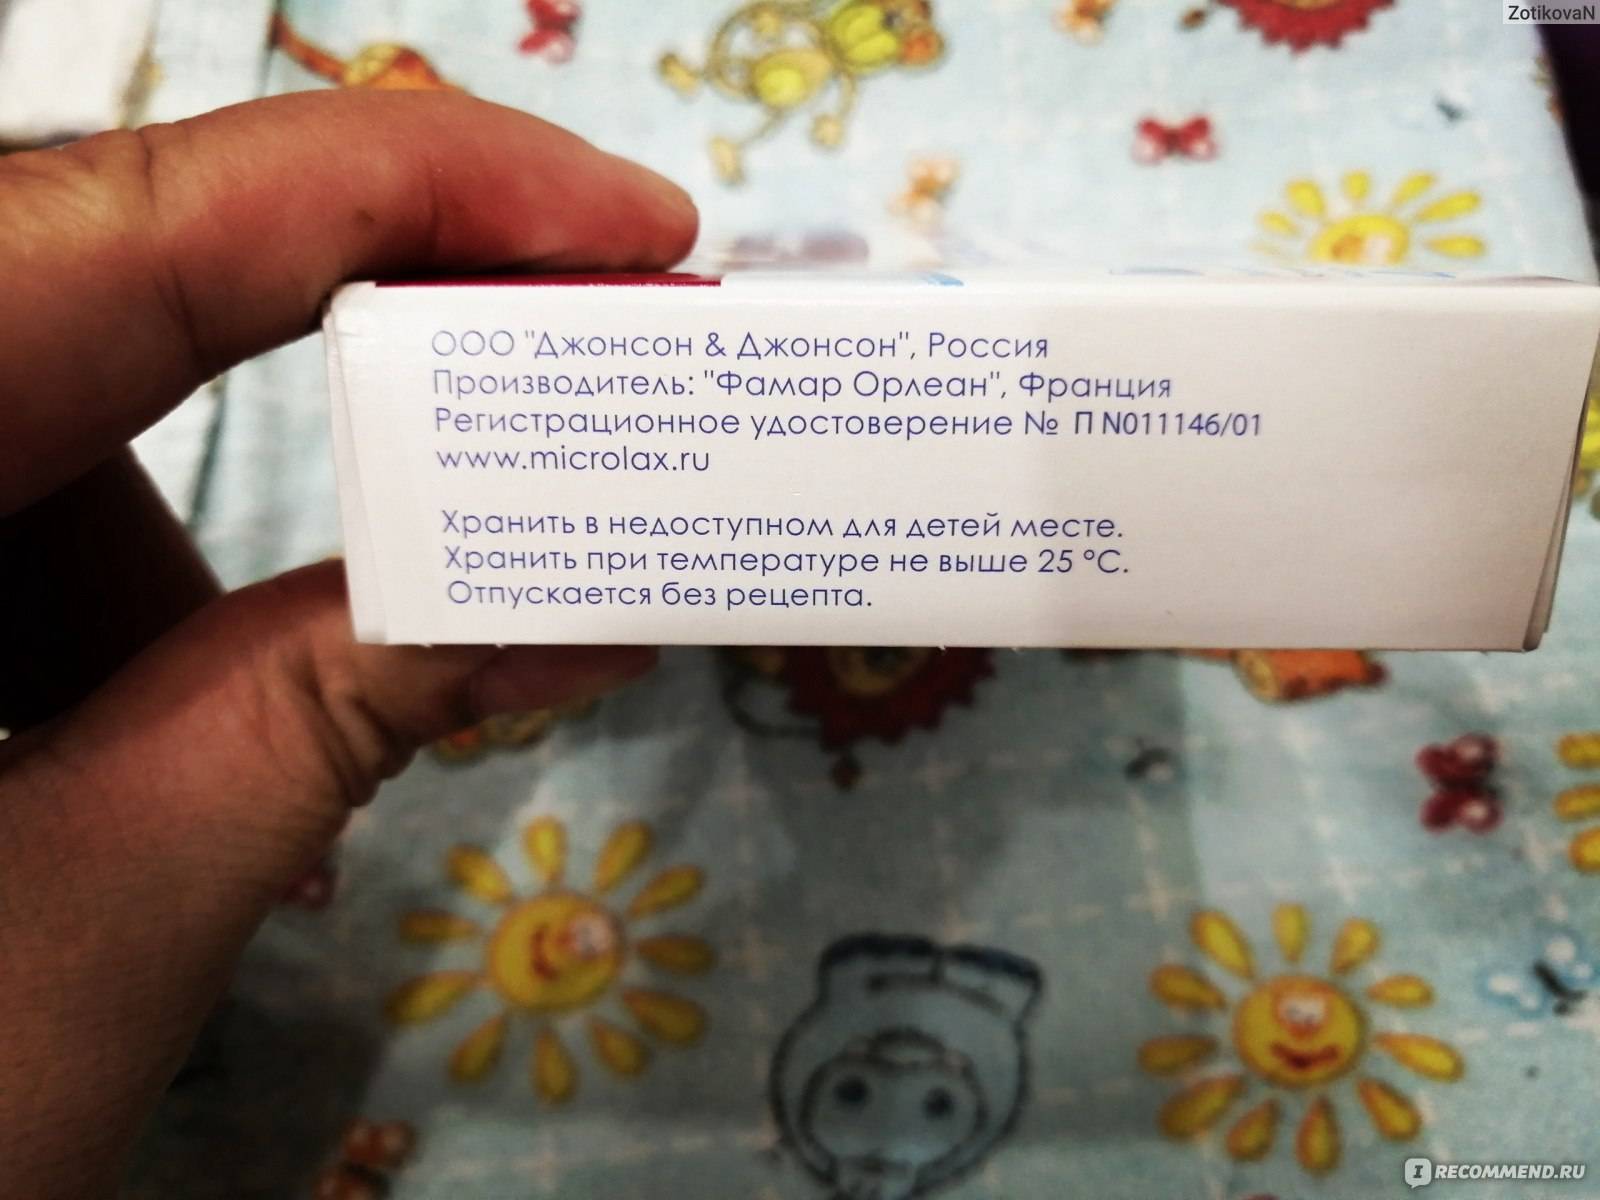 ZotikovaN
ООО "Джонсон & Джонсон", Россия
Производитель: "Фамар Орлеан", Франция
Регистрационное удостоверение № П N011146/01
www.microlax.ru
Хранить в недоступном для детей месте.
Хранить при температуре не выше 25 °С.
Отпускается без рецепта.
IRECOMMEND.RU